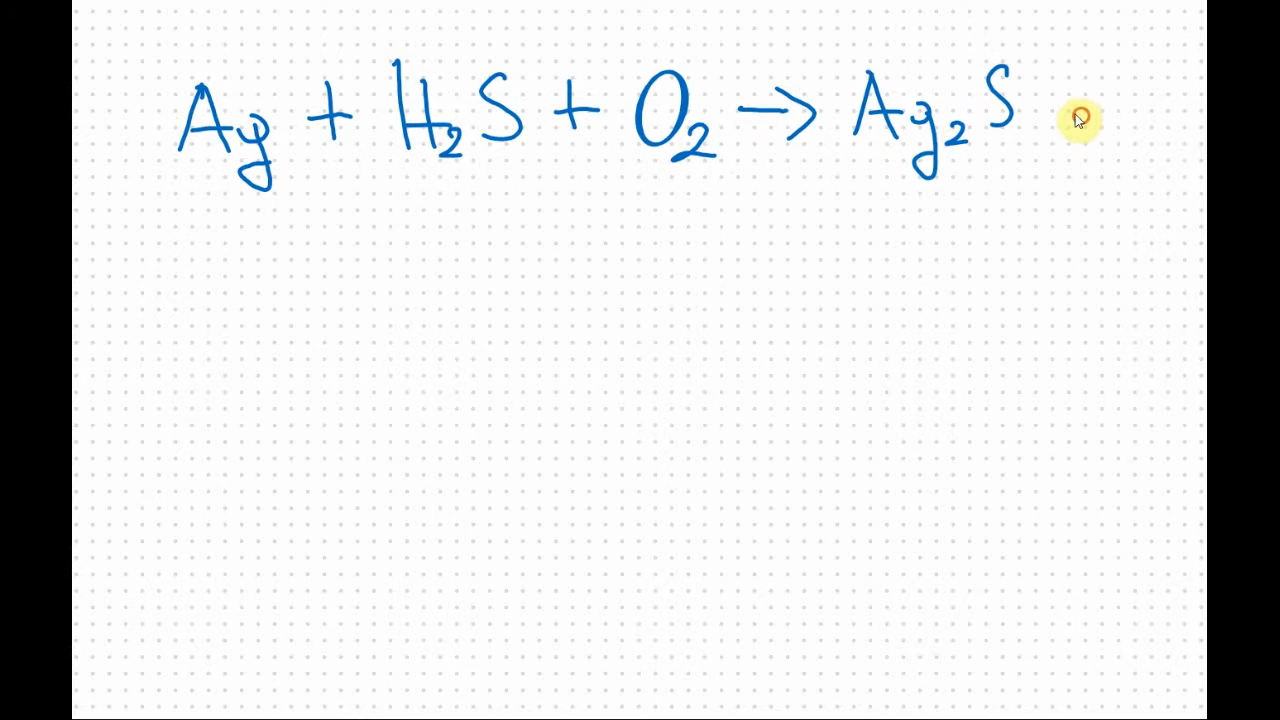 Ag + H₂S + O₂ → Ag₂S